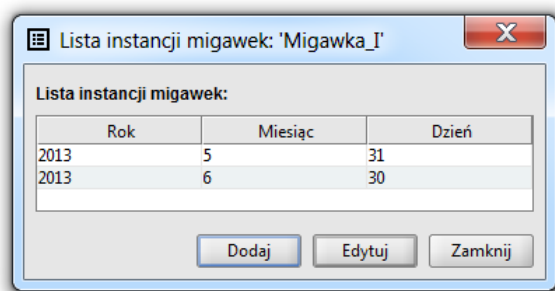 Lista instancji migawek: 'Migawka_I'
Lista instancji migawek:
Rok Miesiąc Dzień
2013 5 31
2013 6 30
Dodaj Edytuj Zamknij